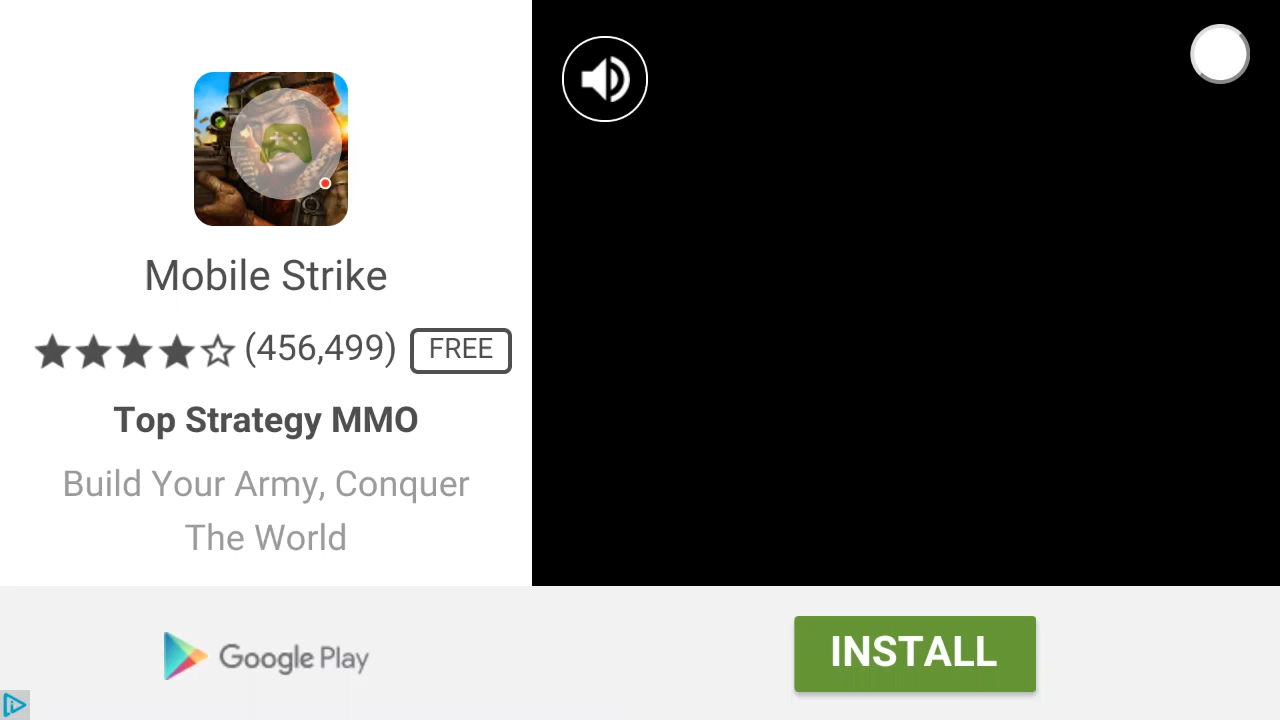 Mobile Strike
(456,499) FREE
Top Strategy MMO
Build Your Army, Conquer
The World
Google Play
INSTALL